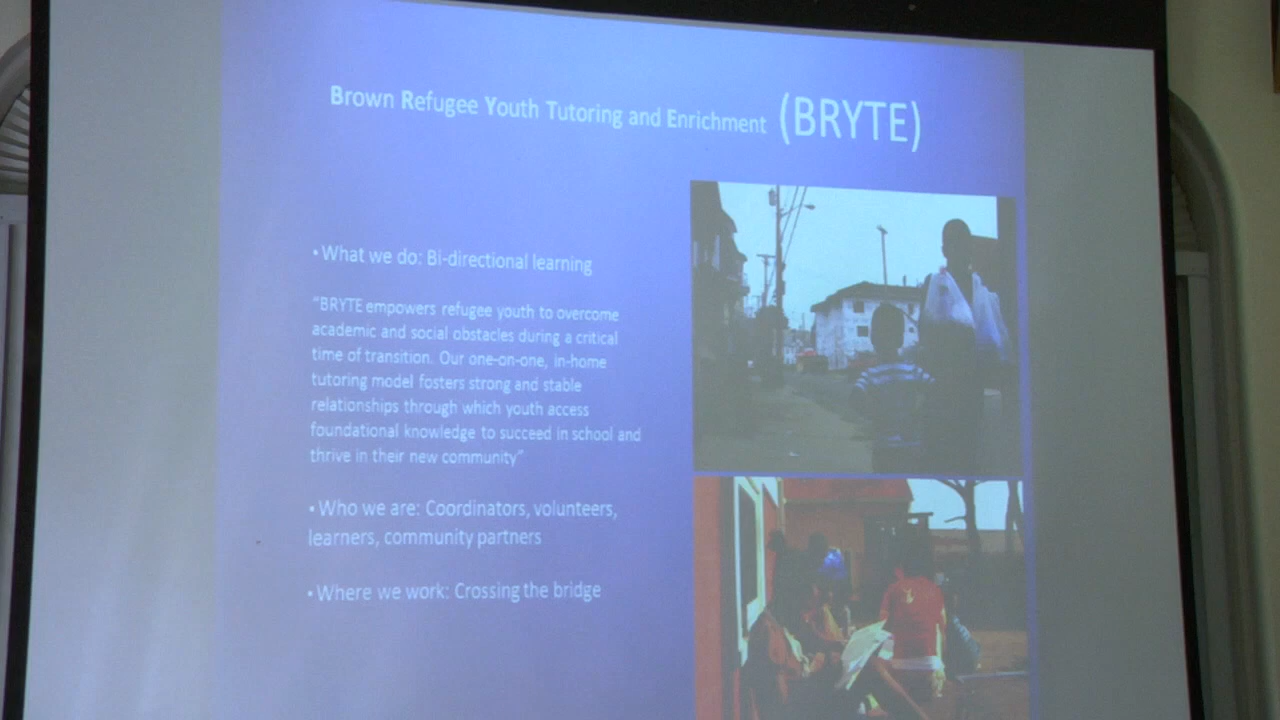 Brown Refugee Youth Tutoring and Enrichment (BRYTE)
• What we do: Bi-directional learning
“BRYTE empowers refugee youth to overcome
academic and social obstacles during a critical
time of transition. Our one-on-one, in-home
tutoring model fosters strong and stable
relationships through which youth access
foundational knowledge to succeed in school and
thrive in their new community”
• Who we are: Coordinators, volunteers,
learners, community partners
• Where we work: Crossing the bridge